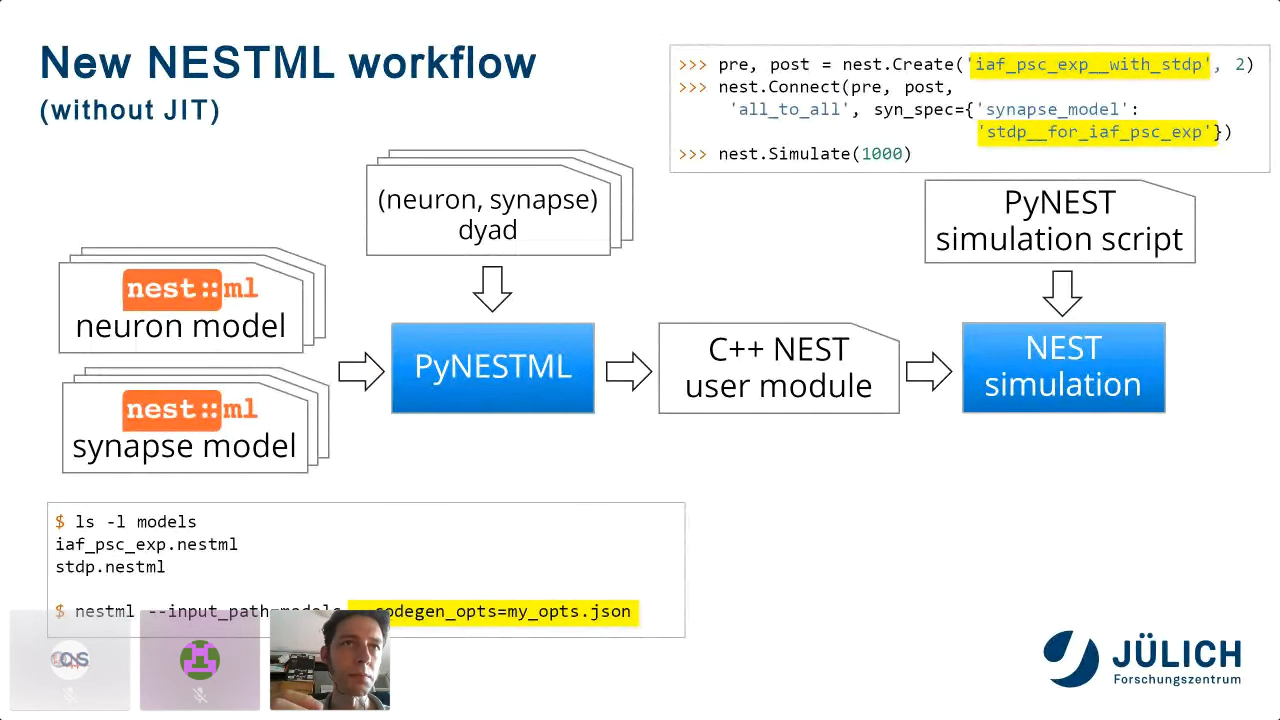 New NESTML workflow
(without JIT)
>>> pre, post = nest.Create('iaf_psc_exp__with_stdp', 2)
>>> nest.Connect(pre, post,
'all_to_all', syn_spec={'synapse_model':
'stdp__for_iaf_psc_exp'})
>>> nest.Simulate(1000)
(neuron, synapse)
dyad
PyNEST
simulation script
nest::ml
neuron model
nest::ml
synapse model
PyNESTML
C++ NEST
user module
NEST
simulation
$ ls -l models
iaf_psc_exp.nestml
stdp.nestml
$ nestml --input_path=models --codegen_opts=my_opts.json
JÜLICH
Forschungszentrum